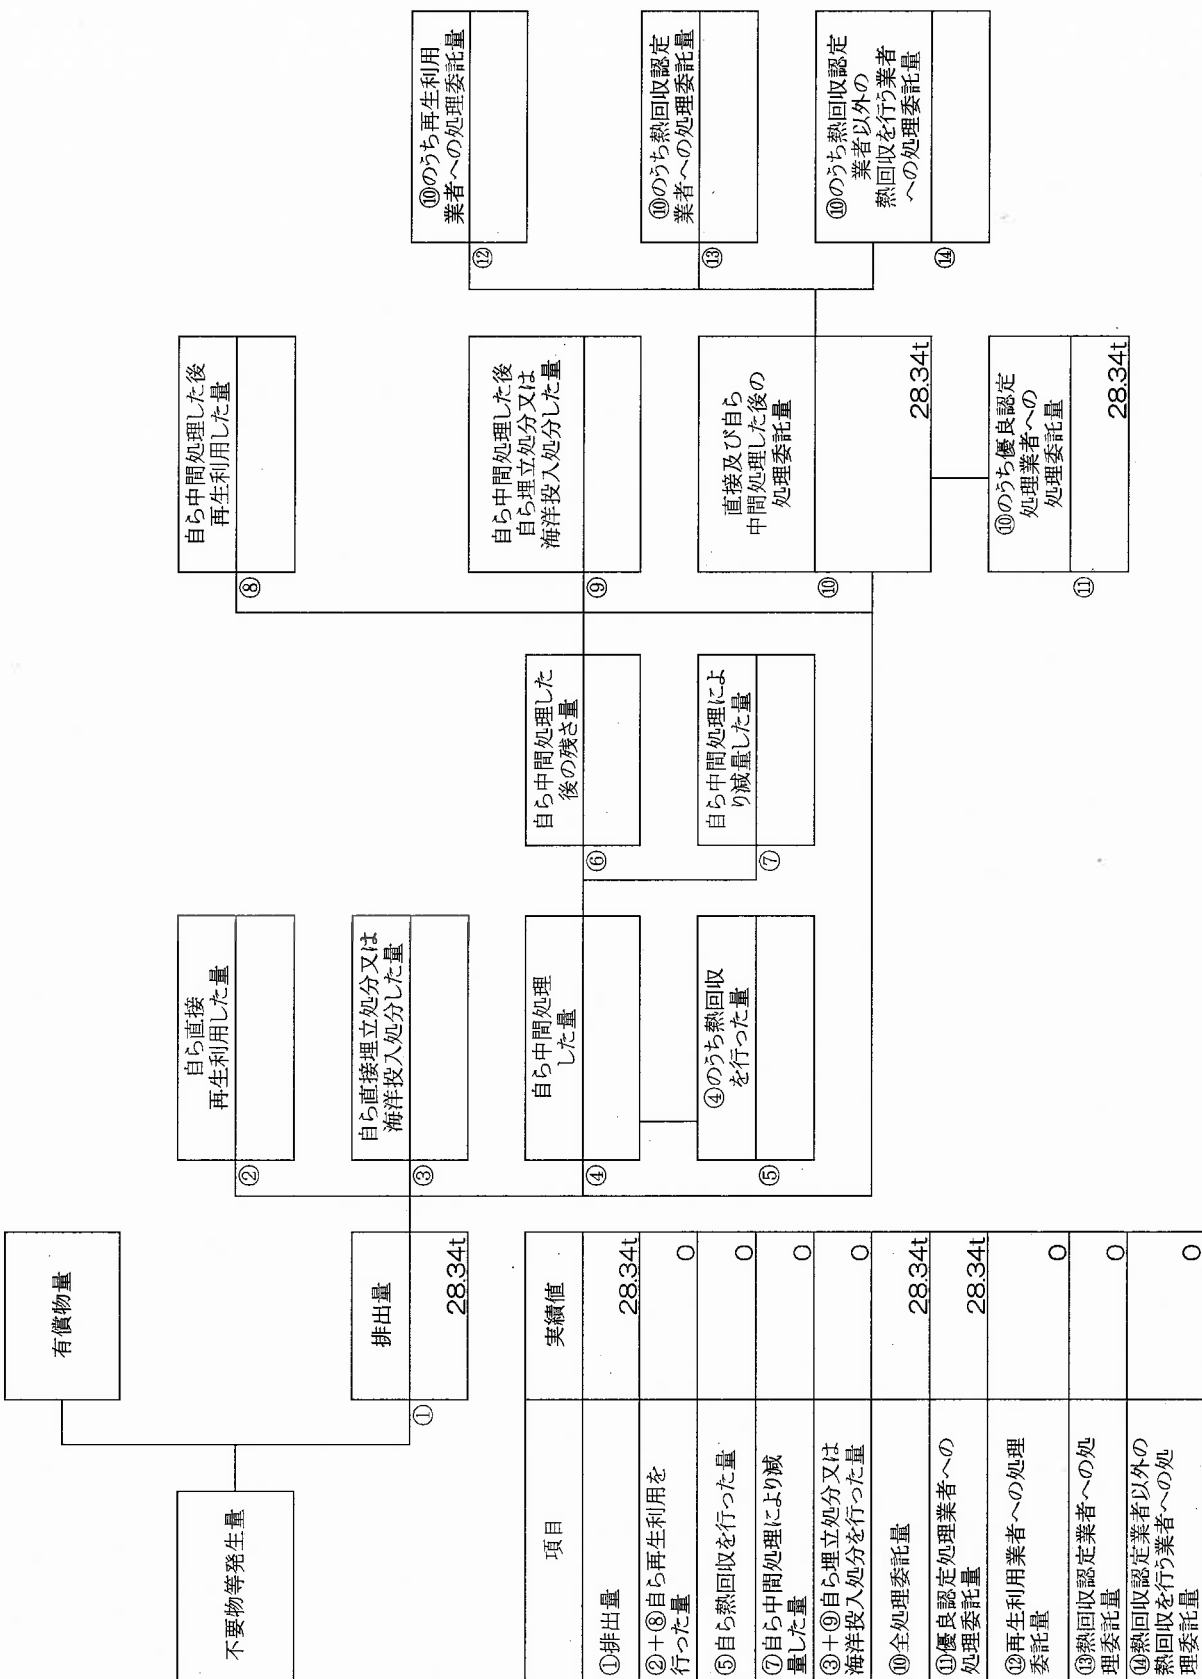 不要物等発生量
有償物量
排出量
①
28.34t
自ら直接
再生利用した量
②
自ら直接埋立処分又は
海洋投入処分した量
③
自ら中間処理
した量
④
④のうち熱回収
を行った量
⑤
自ら中間処理した
後の残さ量
⑥
自ら中間処理によ
り減量した量
⑦
自ら中間処理した後
再生利用した量
⑧
自ら中間処理した後
自ら埋立処分又は
海洋投入処分した量
⑨
直接及び自ら
中間処理した後の
処理委託量
⑩
28.34t
⑩のうち優良認定
処理業者への
処理委託量
⑪
28.34t
⑩のうち再生利用
業者への処理委託量
⑫
⑩のうち熱回収認定
業者への処理委託量
⑬
⑩のうち熱回収認定
業者以外の
熱回収を行う業者
への処理委託量
⑭
項目 実績値
①排出量 28.34t
②+⑧自ら再生利用を
行った量 0
⑤自ら熱回収を行った量 0
⑦自ら中間処理により減
量した量 0
③+⑨自ら埋立処分又は
海洋投入処分を行った量 0
⑩全処理委託量 28.34t
⑪優良認定処理業者への
処理委託量 28.34t
⑫再生利用業者への処理
委託量 0
⑬熱回収認定業者への処
理委託量 0
⑭熱回収認定業者以外の
熱回収を行う業者への処
理委託量 0